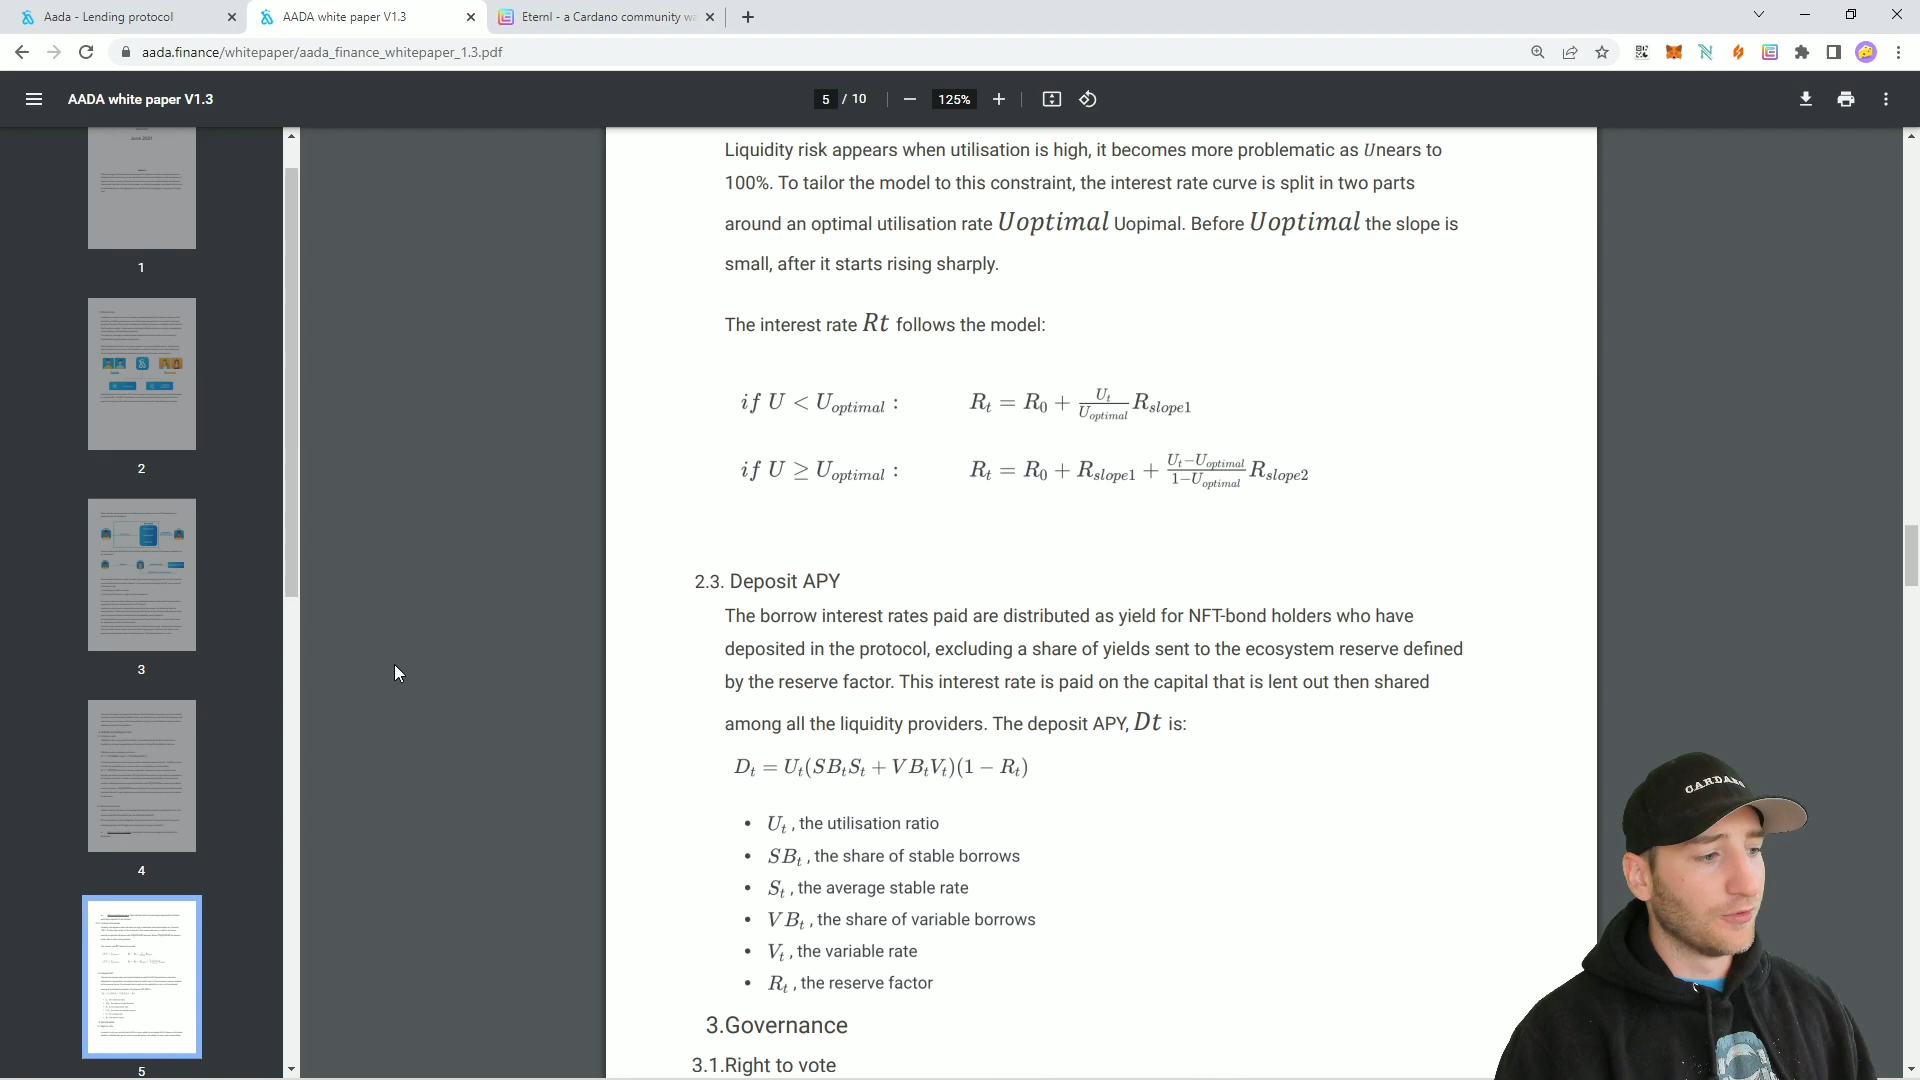 Aada - Lending protocol
AADA white paper V1.3
Eternl - a Cardano community wa
aada.finance/whitepaper/aada_finance_whitepaper_1.3.pdf
AADA white paper V1.3
5 / 10
125%
1
2
3
4
5
Liquidity risk appears when utilisation is high, it becomes more problematic as Unears to
100%. To tailor the model to this constraint, the interest rate curve is split in two parts
around an optimal utilisation rate Uoptimal Uopimal. Before Uoptimal the slope is
small, after it starts rising sharply.
The interest rate Rt follows the model:
if U < U_optimal : R_t = R_0 + U_t/U_optimal R_slope1
if U ≥ U_optimal : R_t = R_0 + R_slope1 + (U_t−U_optimal)/(1−U_optimal) R_slope2
2.3. Deposit APY
The borrow interest rates paid are distributed as yield for NFT-bond holders who have
deposited in the protocol, excluding a share of yields sent to the ecosystem reserve defined
by the reserve factor. This interest rate is paid on the capital that is lent out then shared
among all the liquidity providers. The deposit APY, Dt is:
D_t = U_t(SB_tS_t + VB_tV_t)(1 − R_t)
• U_t , the utilisation ratio
• SB_t , the share of stable borrows
• S_t , the average stable rate
• VB_t , the share of variable borrows
• V_t , the variable rate
• R_t , the reserve factor
3.Governance
3.1.Right to vote